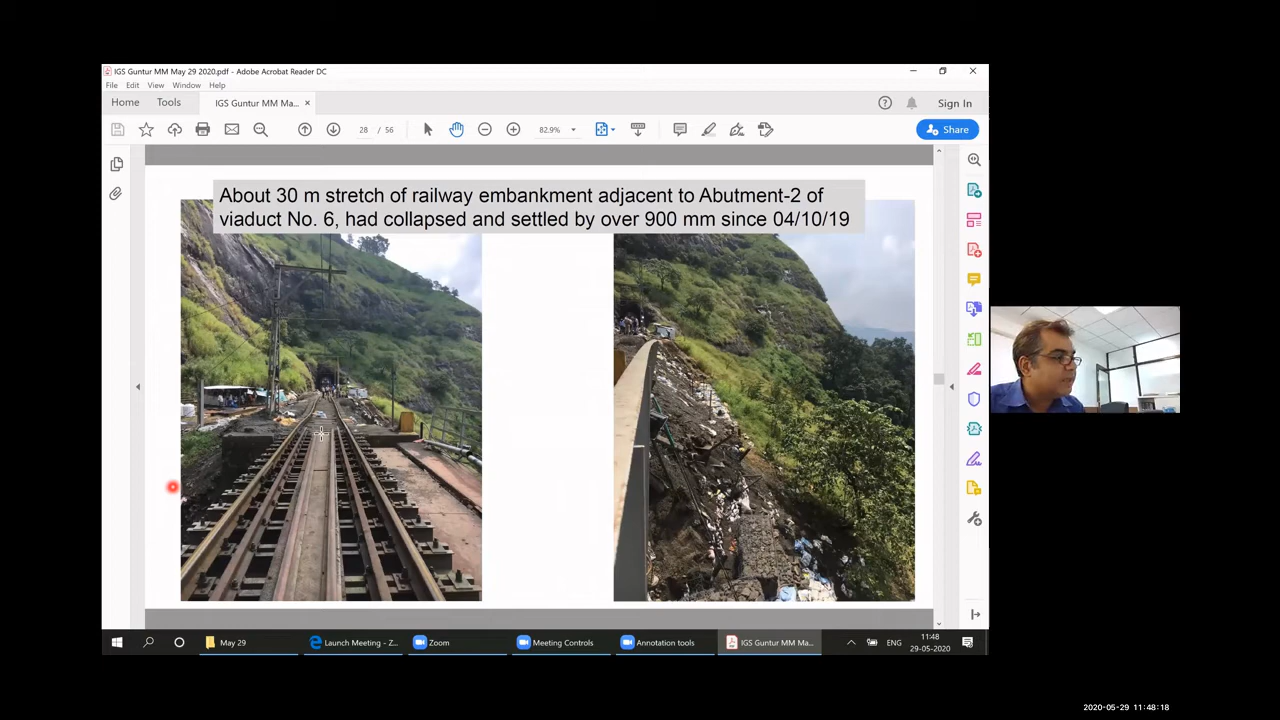 IGS Guntur MM May 29 2020.pdf - Adobe Acrobat Reader DC
File Edit View Window Help
Home Tools IGS Guntur MM Ma... × Sign In
28 / 56 82.9% Share
About 30 m stretch of railway embankment adjacent to Abutment-2 of
viaduct No. 6, had collapsed and settled by over 900 mm since 04/10/19
May 29 Launch Meeting - Z... Zoom Meeting Controls Annotation tools IGS Guntur MM Ma... ENG 11:48
29-05-2020
2020-05-29 11:48:18